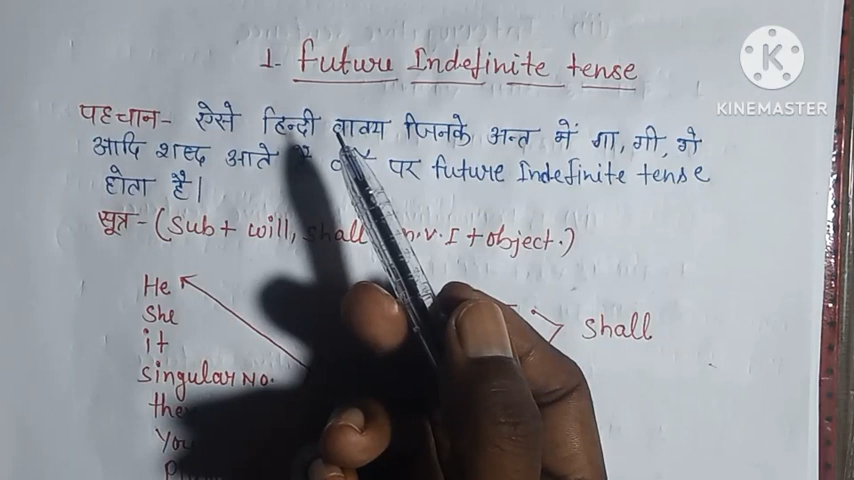 1. Future Indefinite tense
K
KINEMASTER
पहचान- ऐसे हिन्दी वाक्य जिनके अन्त में गा, गी, गे
आदि शब्द आते पर future Indefinite tense
होता है।
सूत्र- (Sub + will, Shall m.v.I + object.)
He
She
it
Singular No.
Shall